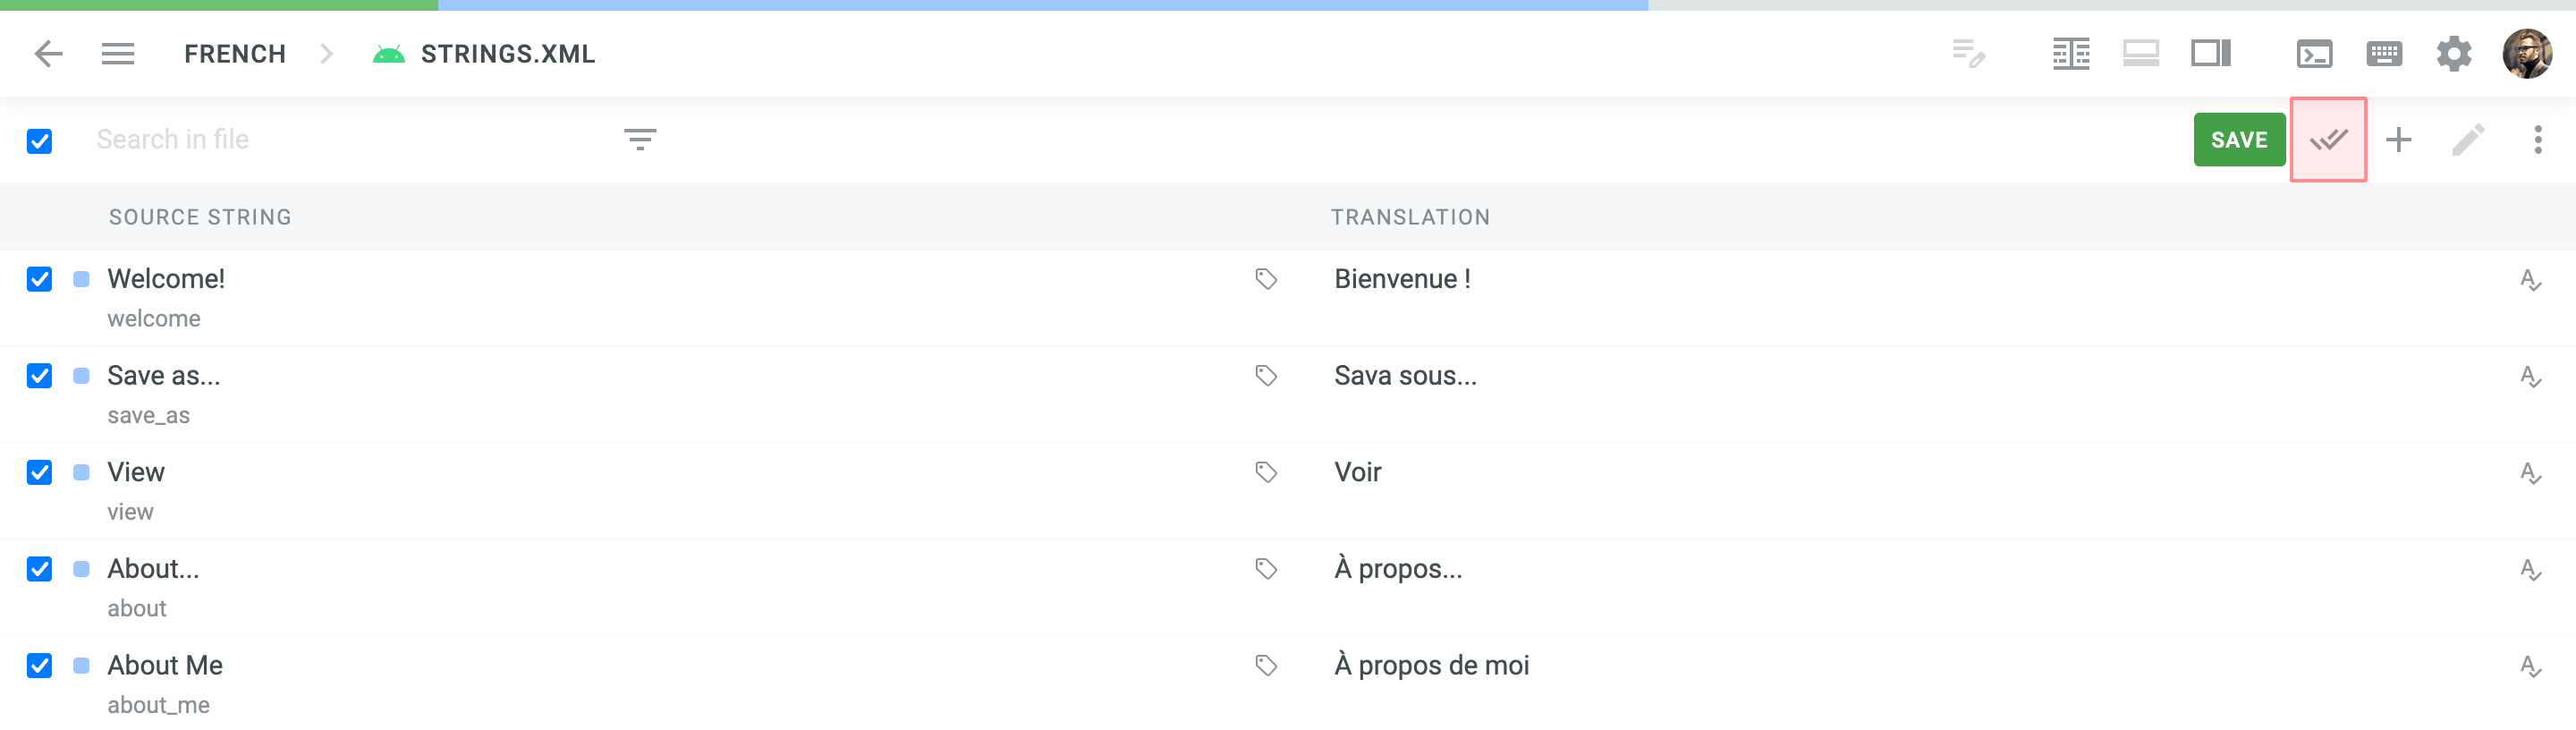 FRENCH STRINGS.XML
Search in file SAVE
SOURCE STRING TRANSLATION
Welcome! Bienvenue !
welcome
Save as... Sava sous...
save_as
View Voir
view
About... À propos...
about
About Me À propos de moi
about_me